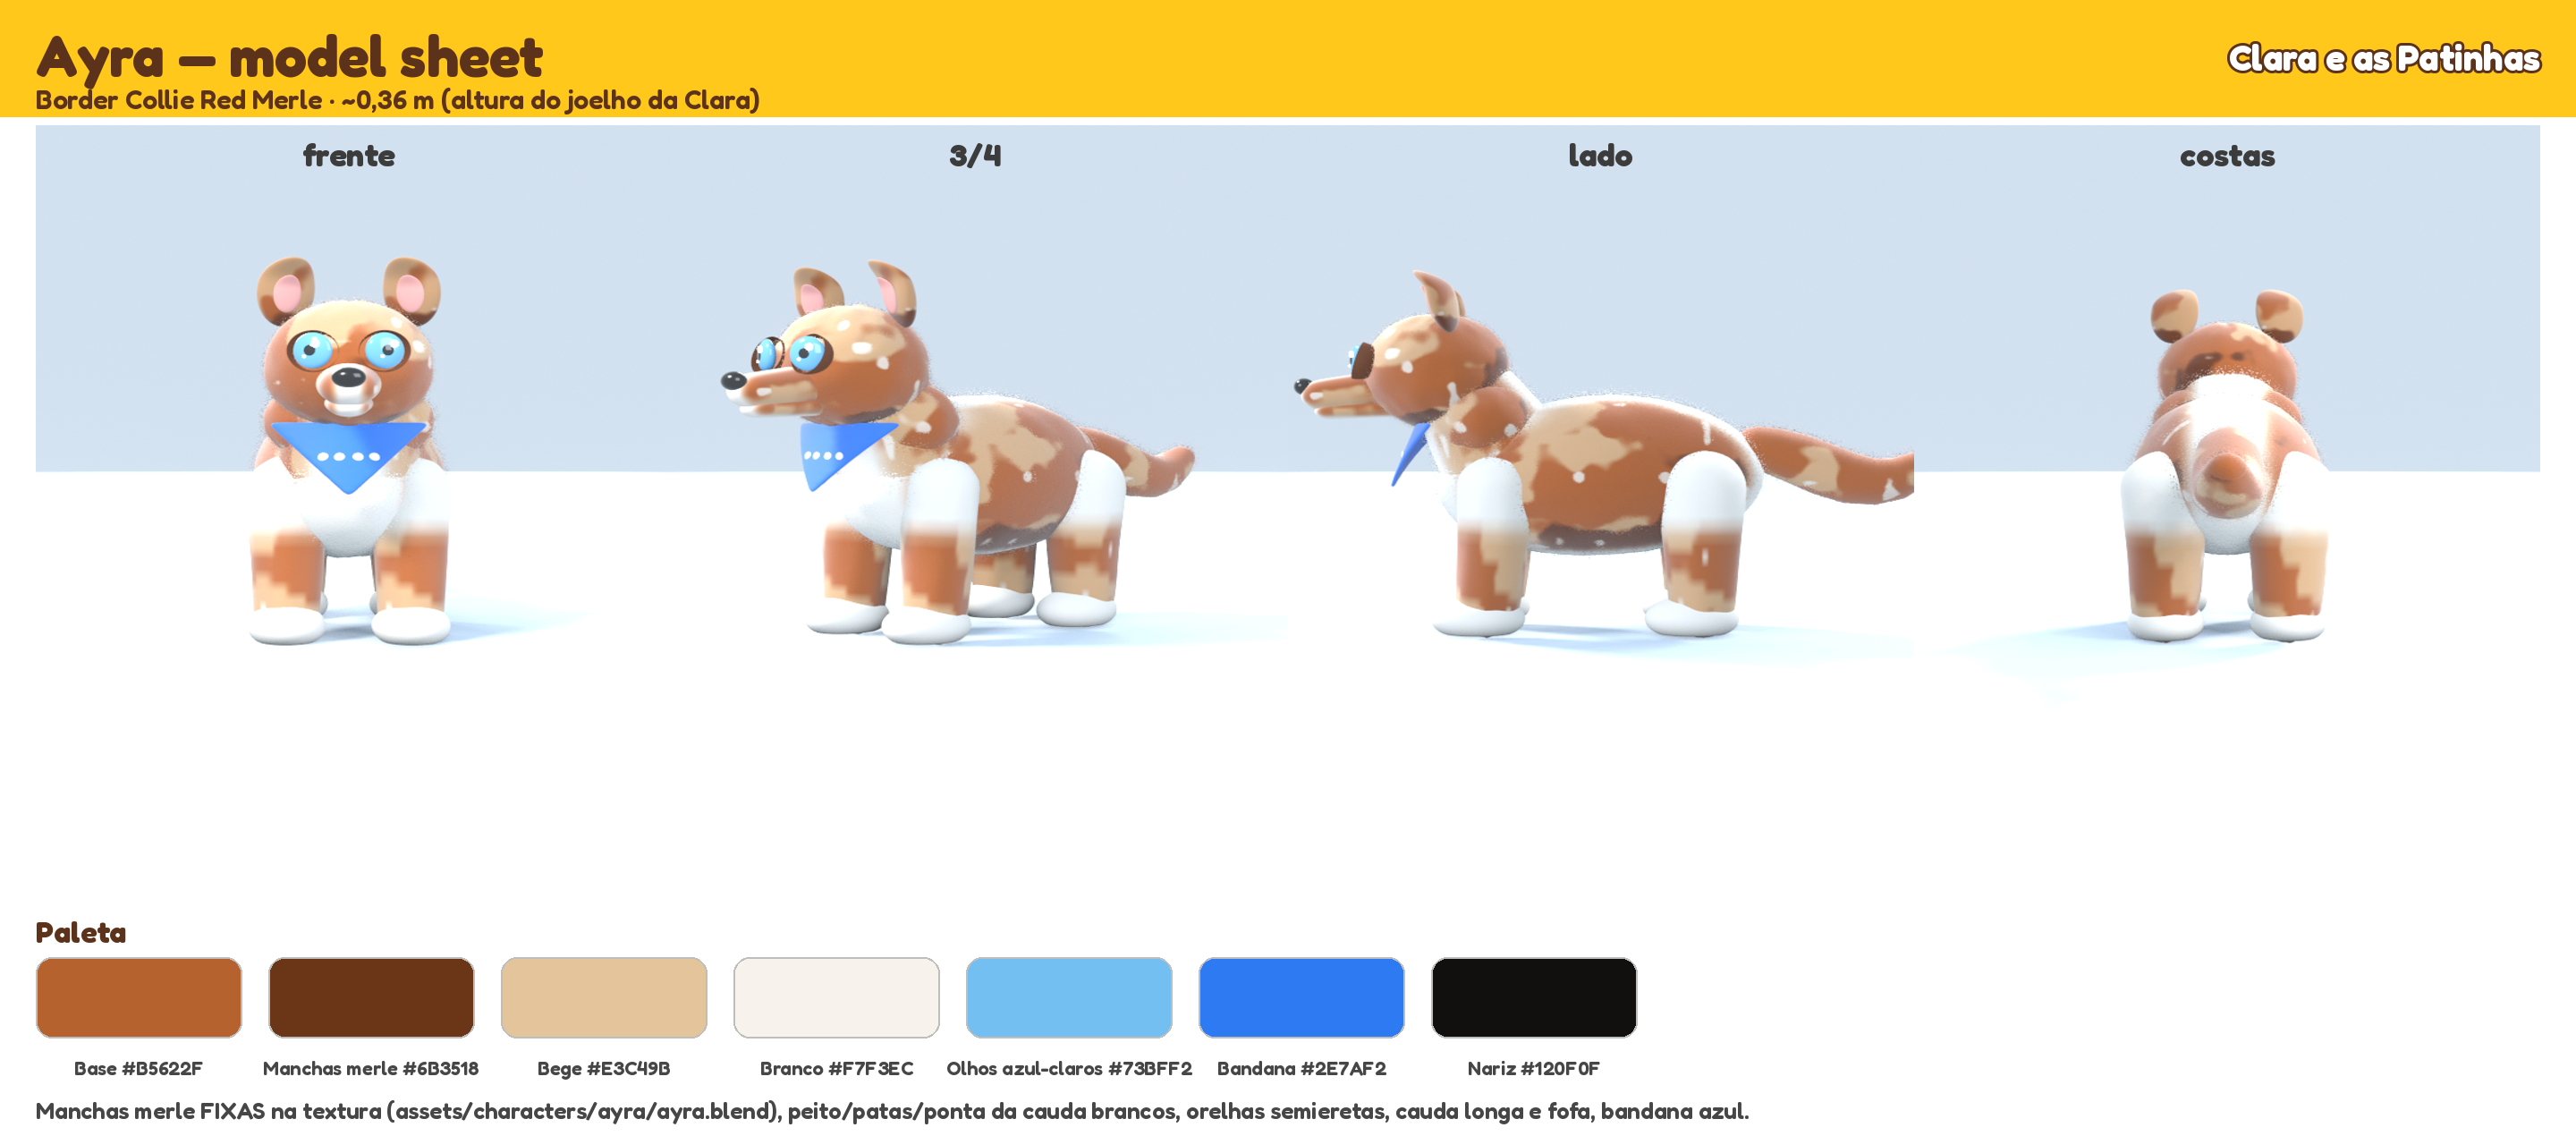 Ayra — model sheet
Clara e as Patinhas
Border Collie Red Merle · ~0,36 m (altura do joelho da Clara)
frente
3/4
lado
costas
Paleta
Base #B5622F
Manchas merle #6B3518
Bege #E3C49B
Branco #F7F3EC
Olhos azul-claros #73BFF2
Bandana #2E7AF2
Nariz #120F0F
Manchas merle FIXAS na textura (assets/characters/ayra/ayra.blend), peito/patas/ponta da cauda brancos, orelhas semieretas, cauda longa e fofa, bandana azul.